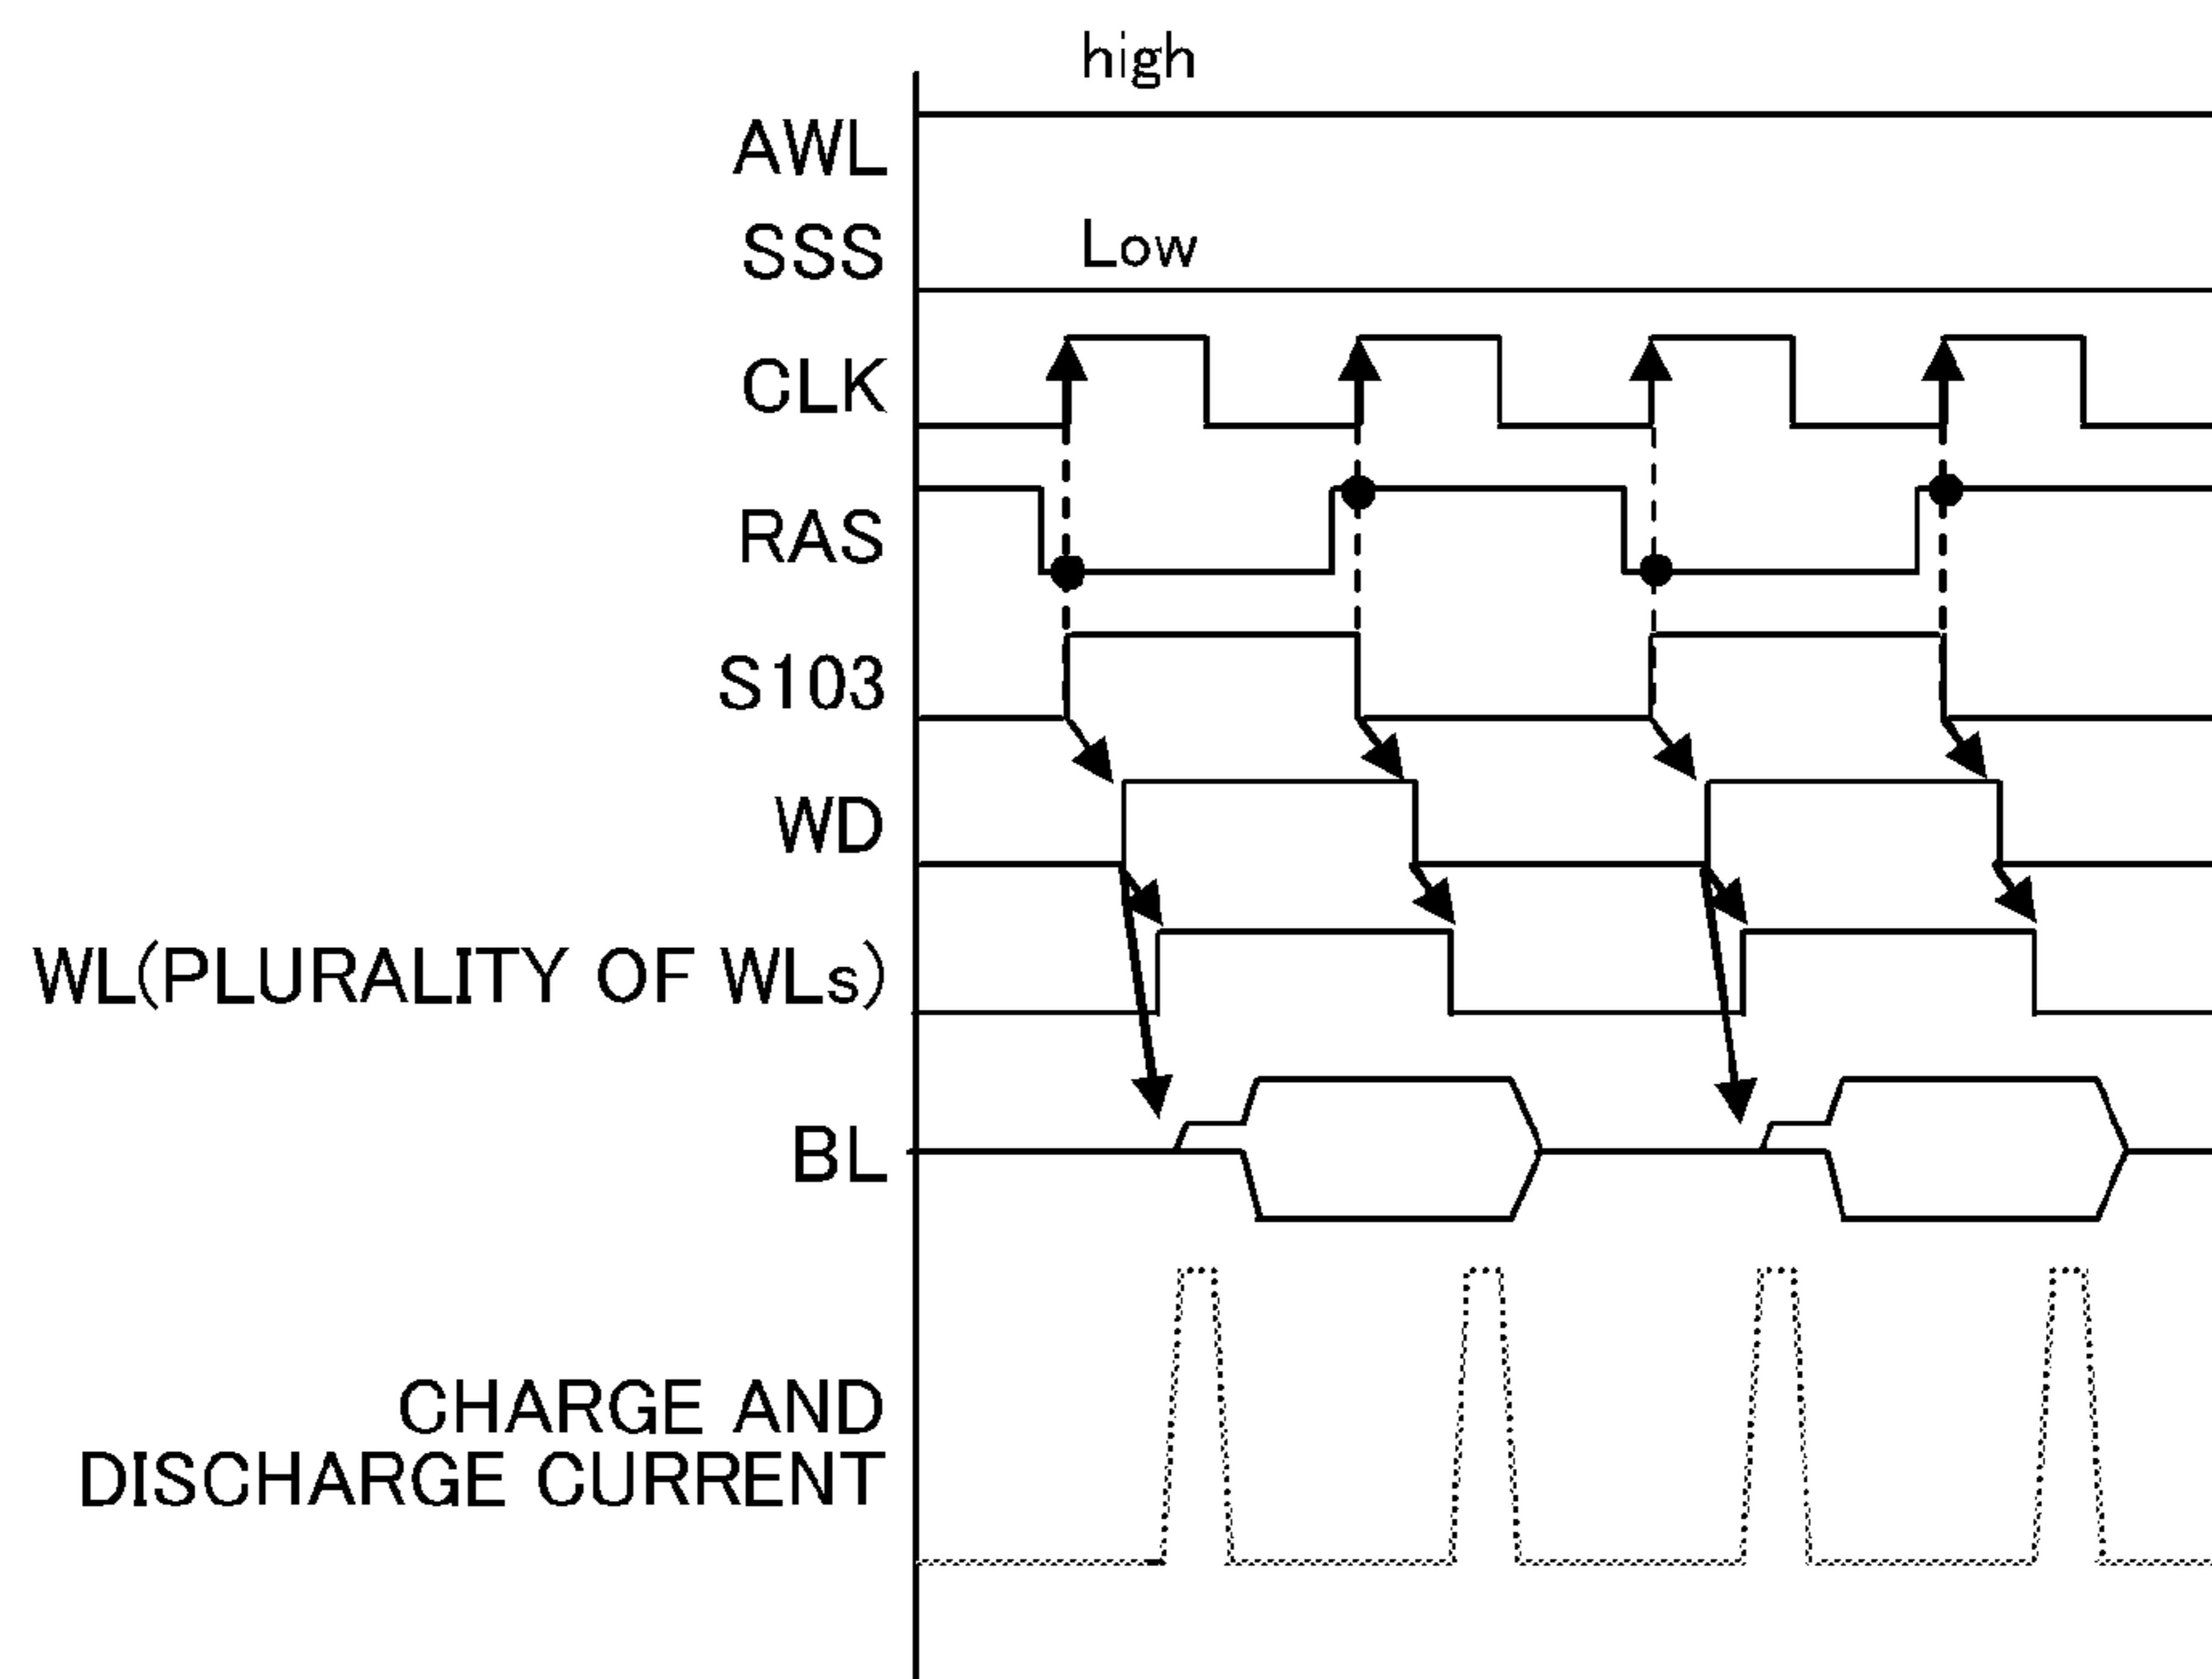 high
AWL
SSS
Low
CLK
RAS
S103
WD
WL(PLURALITY OF WLs)
BL
CHARGE AND
DISCHARGE CURRENT